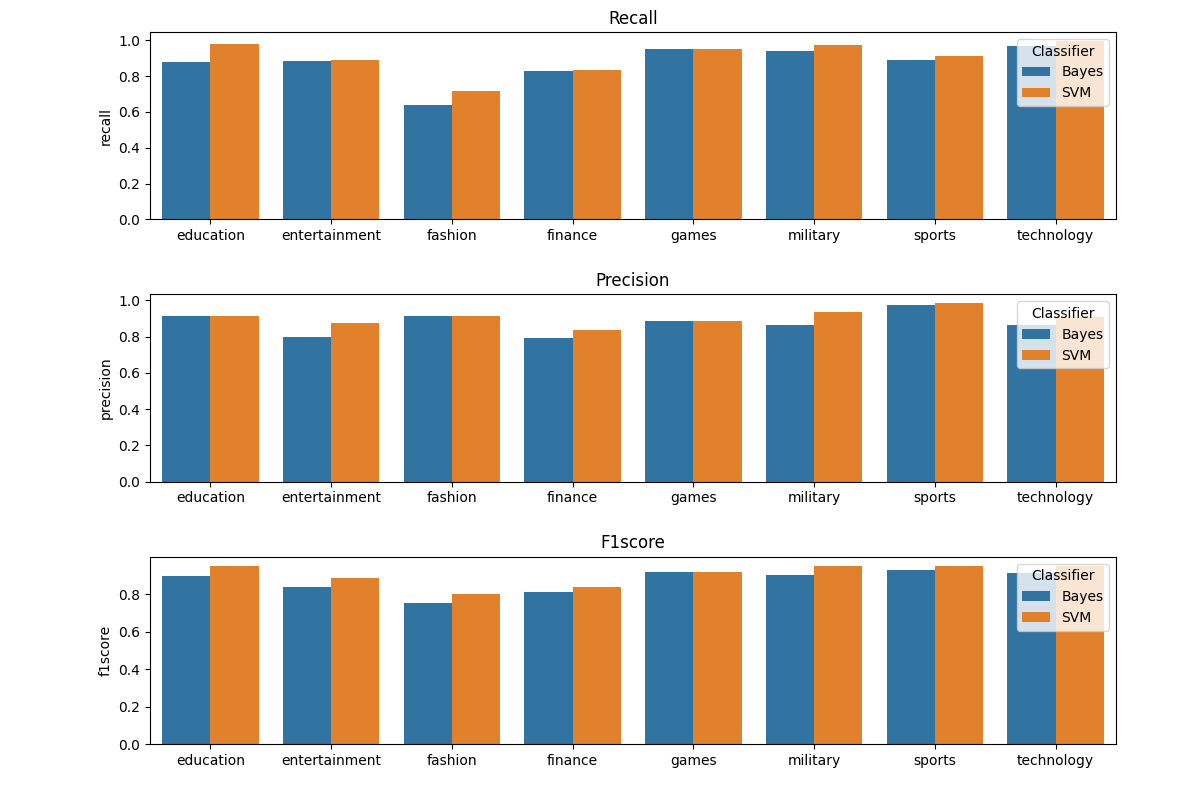 Recall
recall
1.0
0.8
0.6
0.4
0.2
0.0
Classifier
Bayes
SVM
education entertainment fashion finance games military sports technology
Precision
precision
1.0
0.8
0.6
0.4
0.2
0.0
Classifier
Bayes
SVM
education entertainment fashion finance games military sports technology
F1score
f1score
0.8
0.6
0.4
0.2
0.0
Classifier
Bayes
SVM
education entertainment fashion finance games military sports technology